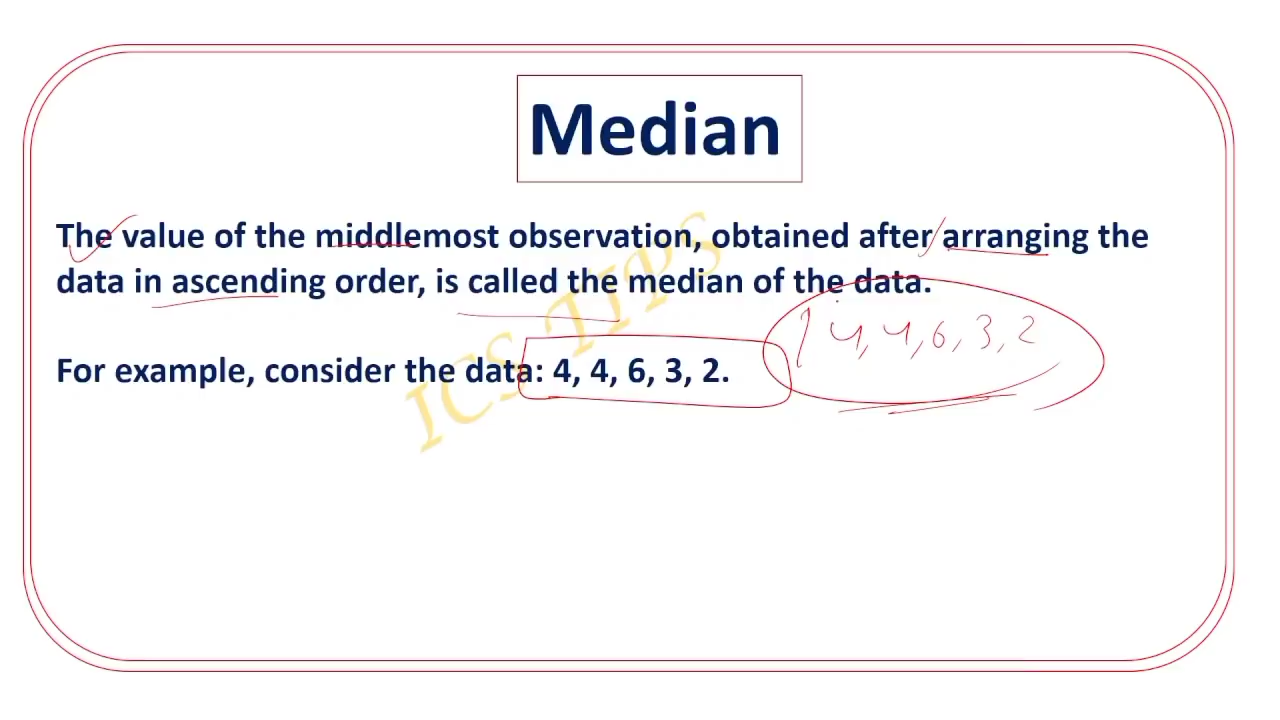 Median
The value of the middlemost observation, obtained after arranging the
data in ascending order, is called the median of the data.
4, 4, 6, 3, 2
For example, consider the data: 4, 4, 6, 3, 2.
ICS TIPS